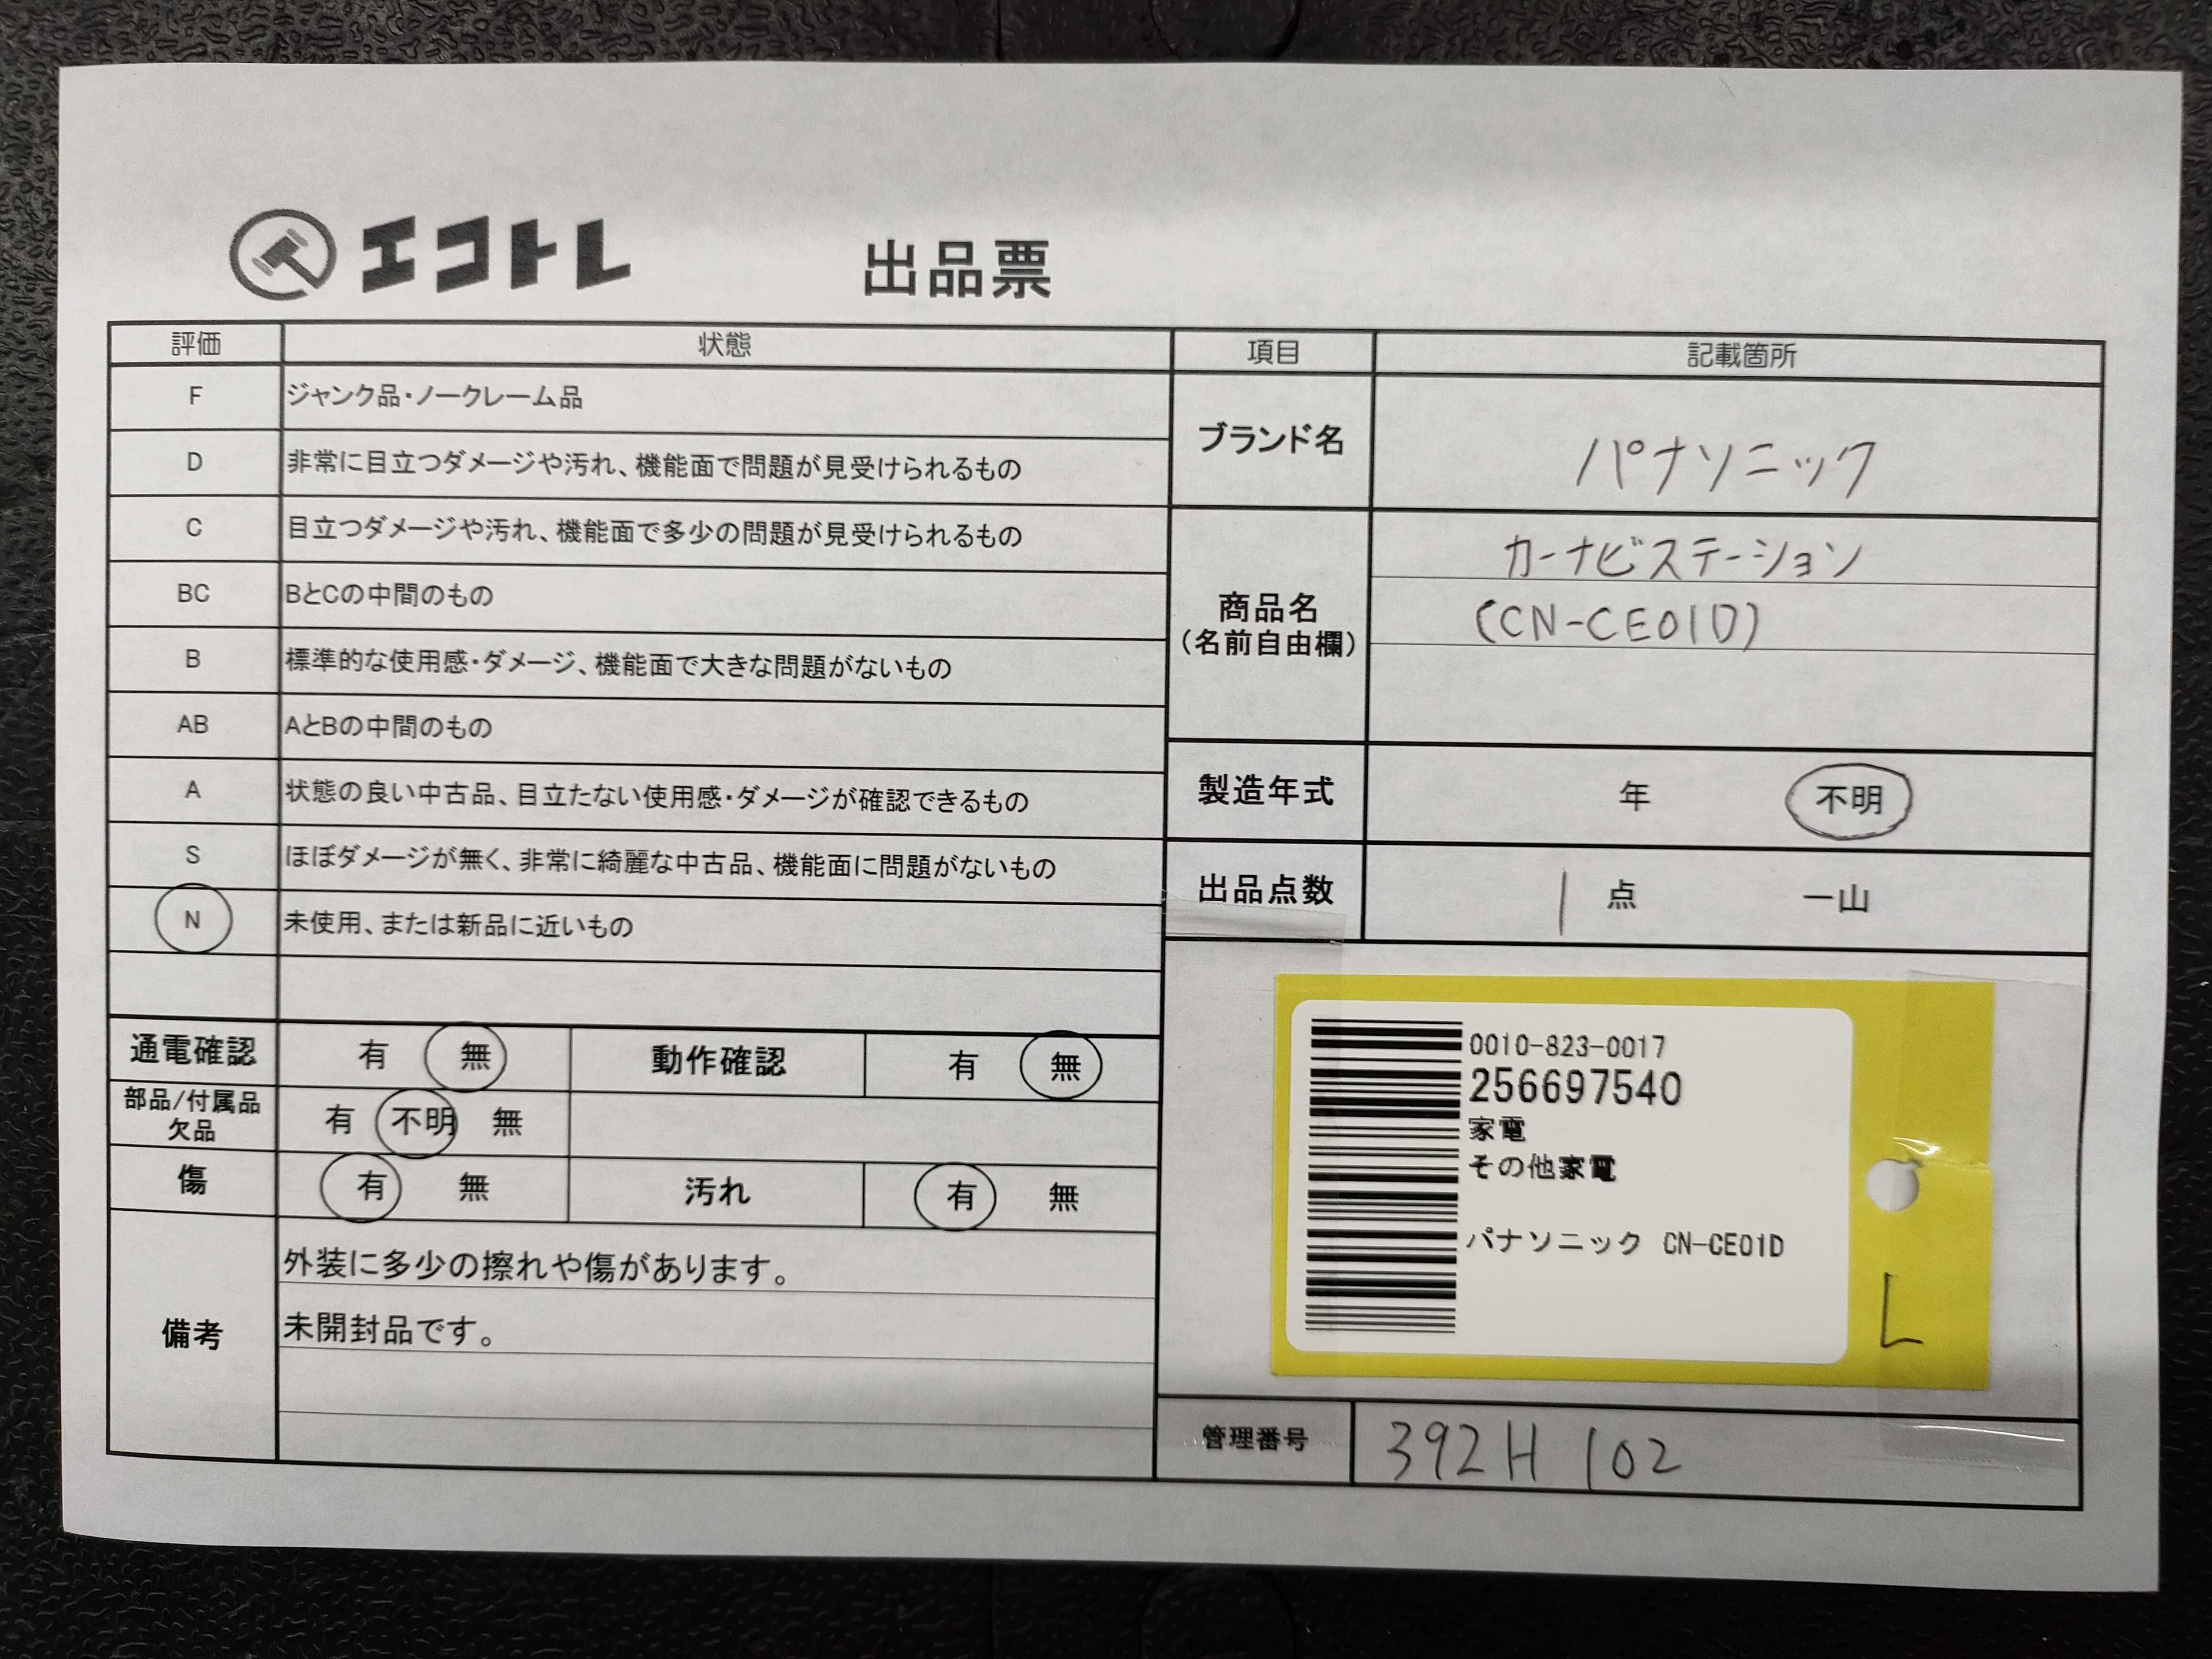 エコトレ 出品票
評価 状態
F ジャンク品・ノークレーム品
D 非常に目立つダメージや汚れ、機能面で問題が見受けられるもの
C 目立つダメージや汚れ、機能面で多少の問題が見受けられるもの
BC BとCの中間のもの
B 標準的な使用感・ダメージ、機能面で大きな問題がないもの
AB AとBの中間のもの
A 状態の良い中古品、目立たない使用感・ダメージが確認できるもの
S ほぼダメージが無く、非常に綺麗な中古品、機能面に問題がないもの
N 未使用、または新品に近いもの
通電確認 有 無 動作確認 有 無
部品/付属品
欠品
有 不明 無
傷 有 無 汚れ 有 無
備考
外装に多少の擦れや傷があります。
未開封品です。
項目 記載箇所
ブランド名 パナソニック
商品名
(名前自由欄)
カーナビステーション
(CN-CE01D)
製造年式 年 不明
出品点数 1 点 一山
0010-823-0017
256697540
家電
その他家電
パナソニック CN-CE01D
L
管理番号 392H 102